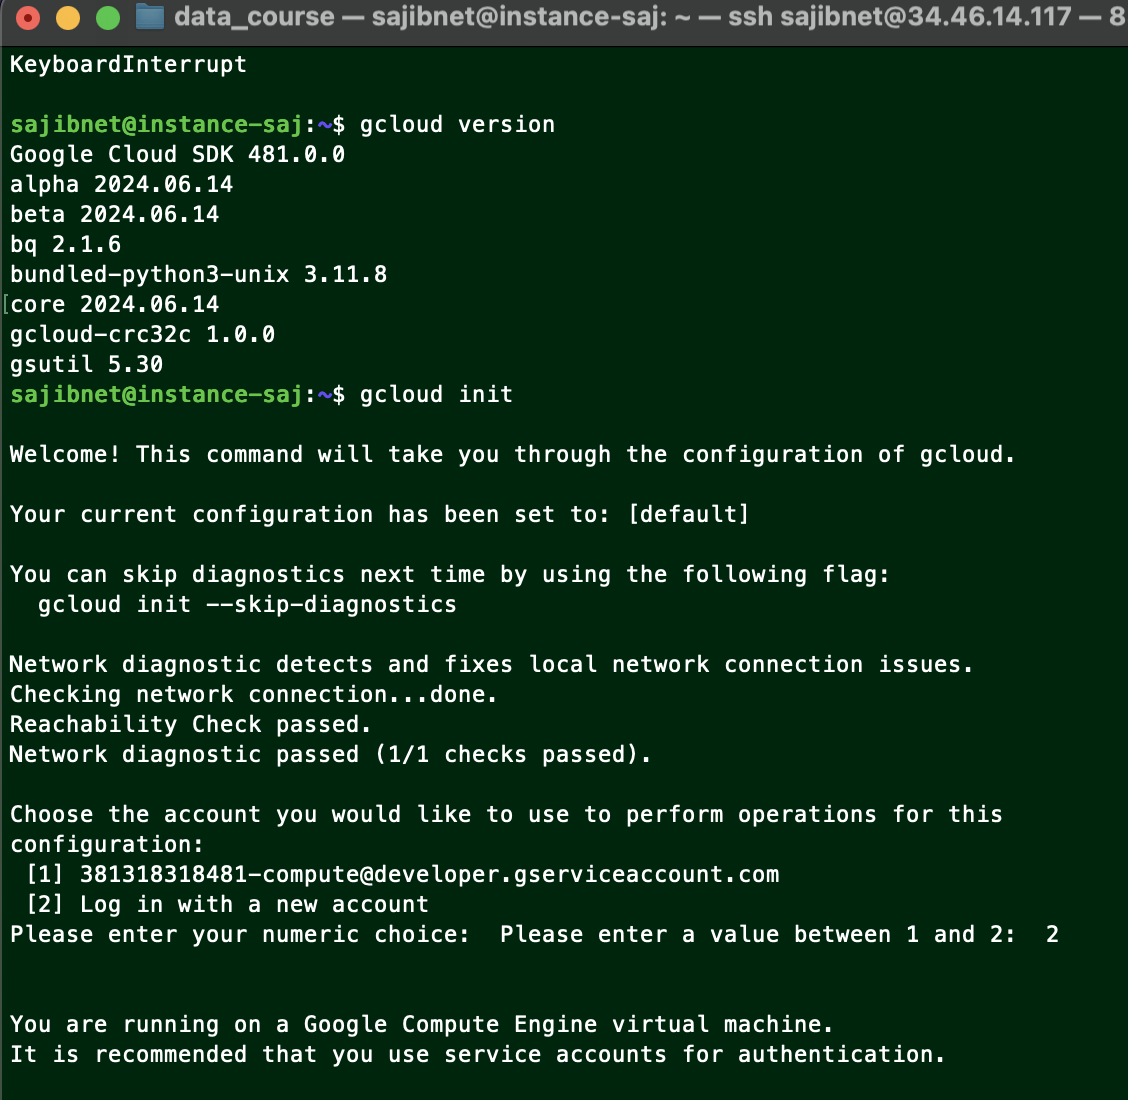 data_course — sajibnet@instance-saj: ~ — ssh sajibnet@34.46.14.117 — 8
KeyboardInterrupt
sajibnet@instance-saj:~$ gcloud version
Google Cloud SDK 481.0.0
alpha 2024.06.14
beta 2024.06.14
bq 2.1.6
bundled-python3-unix 3.11.8
[core 2024.06.14
gcloud-crc32c 1.0.0
gsutil 5.30
sajibnet@instance-saj:~$ gcloud init
Welcome! This command will take you through the configuration of gcloud.
Your current configuration has been set to: [default]
You can skip diagnostics next time by using the following flag:
gcloud init --skip-diagnostics
Network diagnostic detects and fixes local network connection issues.
Checking network connection...done.
Reachability Check passed.
Network diagnostic passed (1/1 checks passed).
Choose the account you would like to use to perform operations for this
configuration:
[1] 381318318481-compute@developer.gserviceaccount.com
[2] Log in with a new account
Please enter your numeric choice:  Please enter a value between 1 and 2:  2
You are running on a Google Compute Engine virtual machine.
It is recommended that you use service accounts for authentication.